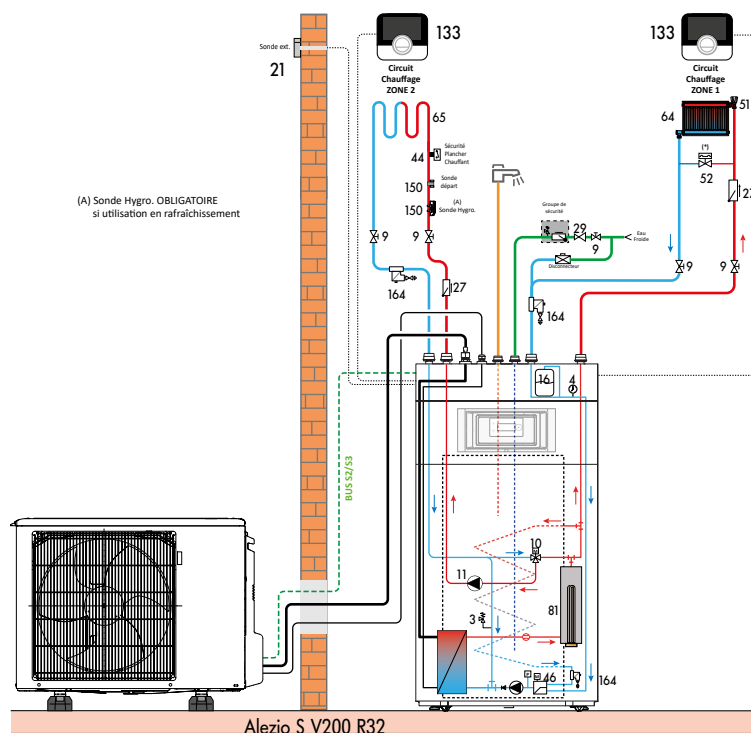 Sonde ext.
21
133
Circuit
Chauffage
ZONE 2
133
Circuit
Chauffage
ZONE 1
65
64
51
44
Sécurité
Plancher
Chauffant
(*)
52
150
Sonde
départ
150
(A)
Sonde Hygro.
27
(A) Sonde Hygro. OBLIGATOIRE
si utilisation en rafraîchissement
Groupe de
sécurité
29
9
Eau
Froide
9
9
Disconnecteur
9
9
164
27
164
16
4
BUS S2/S3
10
11
3
81
46
164
Alezio S V200 R32